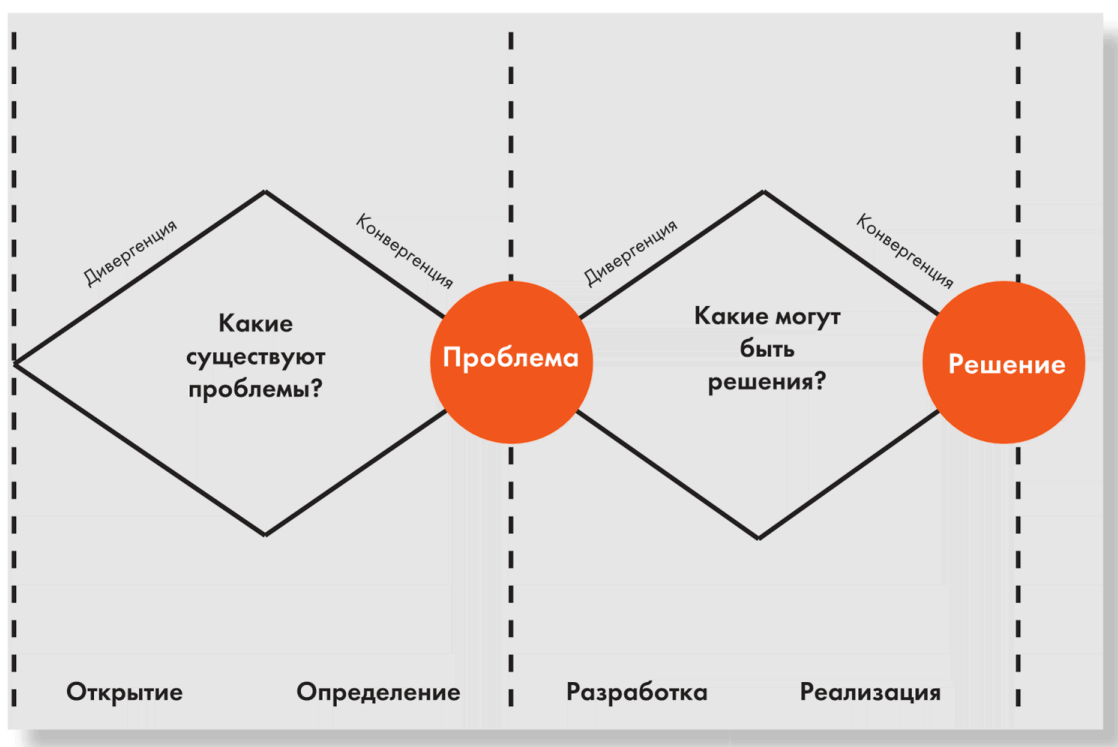 Дивергенция
Конвергенция
Какие
существуют
проблемы?
Проблема
Дивергенция
Конвергенция
Какие могут
быть
решения?
Решение
Открытие
Определение
Разработка
Реализация